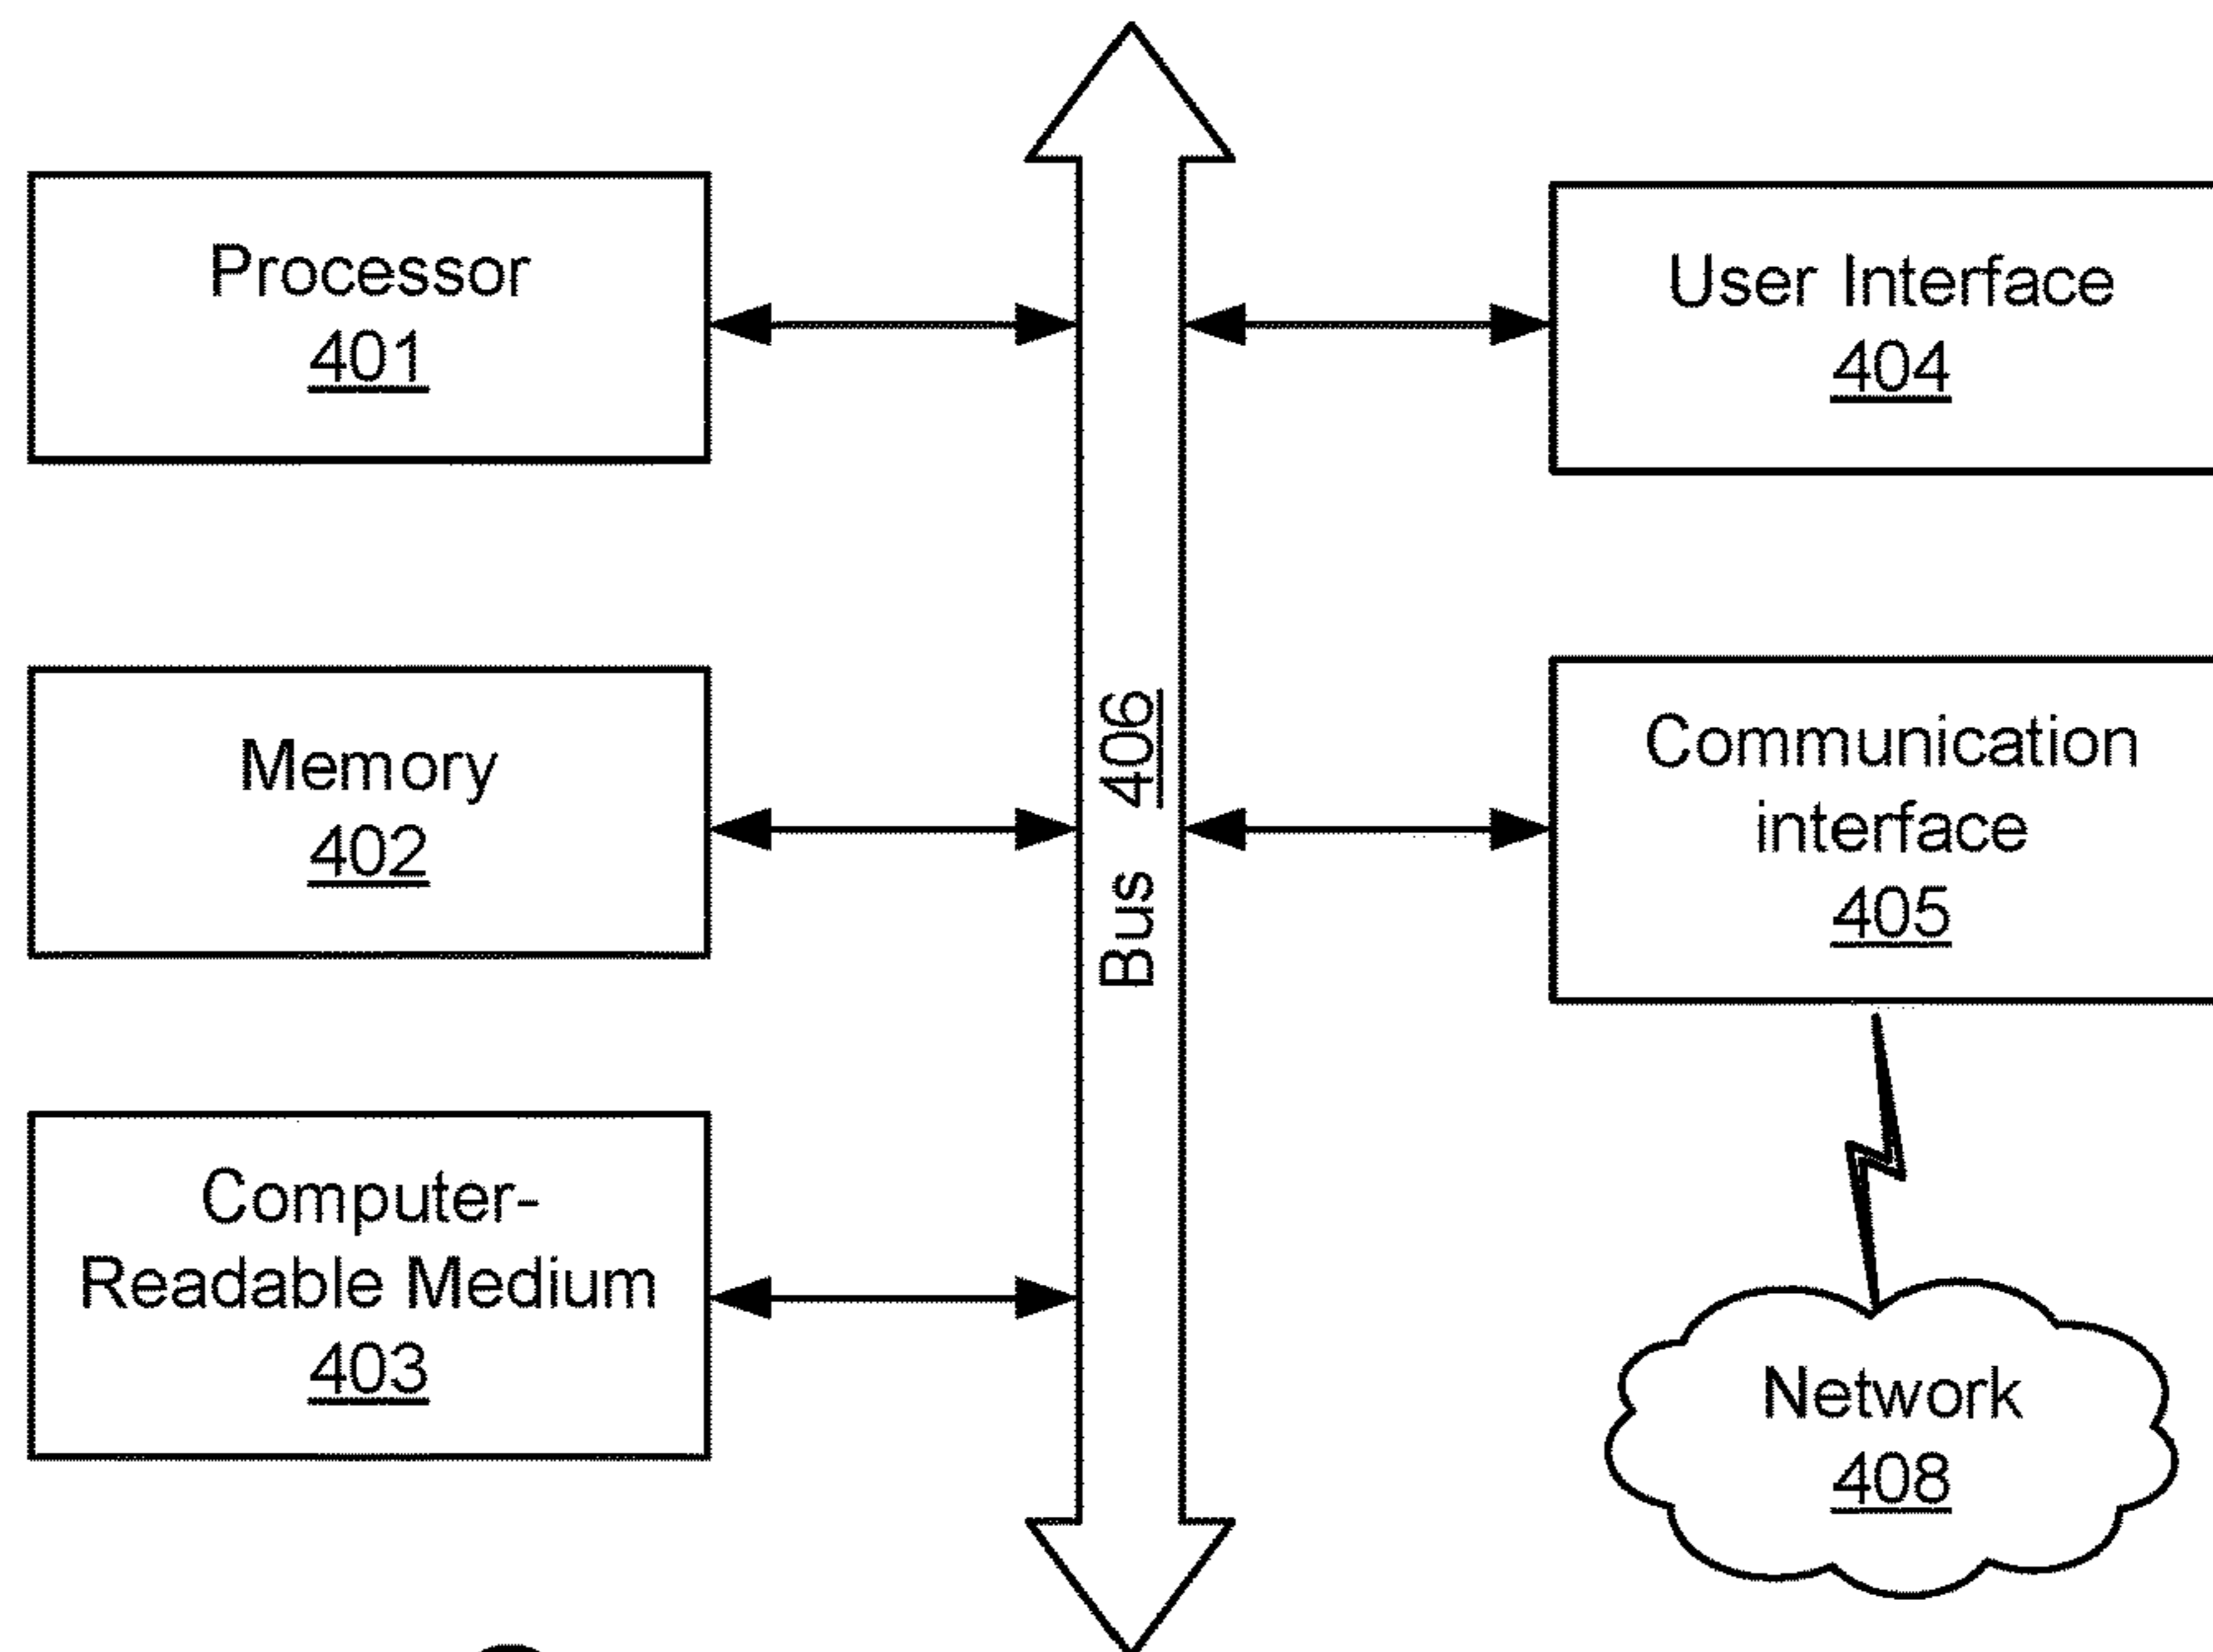 Processor
401
Memory
402
Computer-
Readable Medium
403
Bus 406
User Interface
404
Communication
interface
405
Network
408